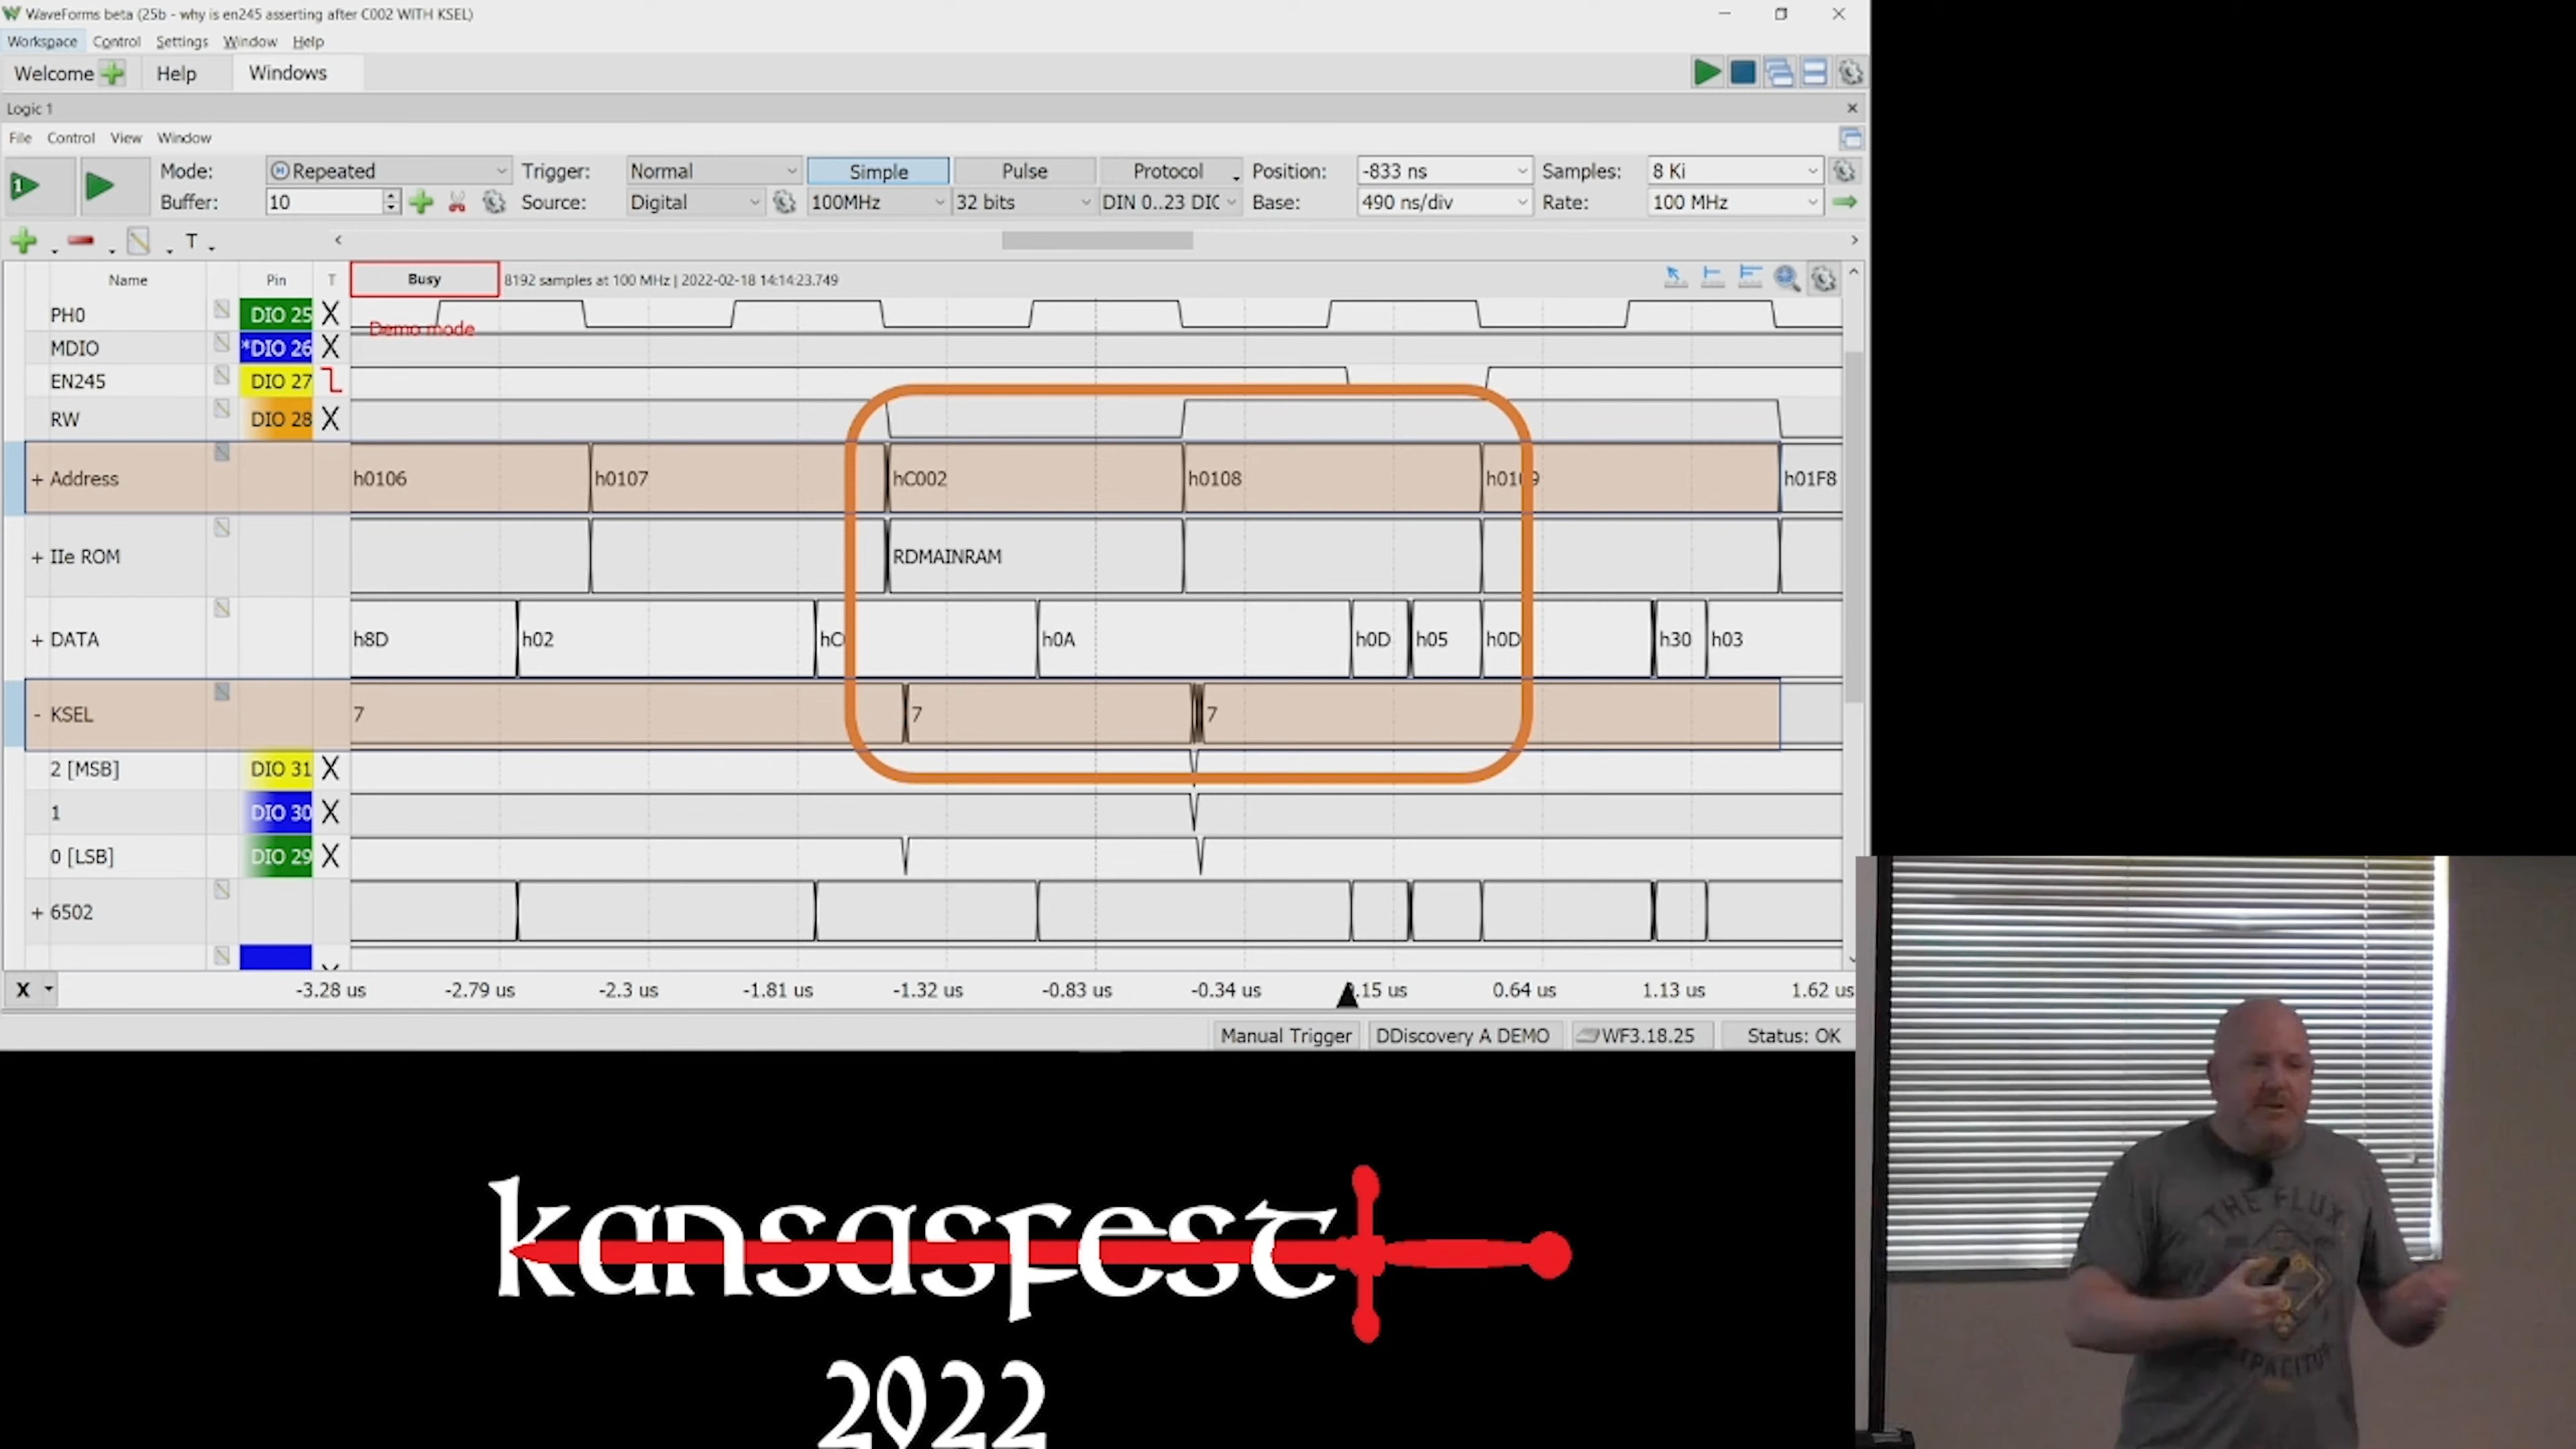 WaveForms beta (25b - why is en245 asserting after C002 WITH KSEL)
Workspace Control Settings Window Help
Welcome Help Windows
Logic 1
File Control View Window
Mode: Repeated Trigger: Normal Simple Pulse Protocol Position: -833 ns Samples: 8 Ki
Buffer: 10 Source: Digital 100MHz 32 bits DIN 0..23 DIC Base: 490 ns/div Rate: 100 MHz
T
Name Pin T Busy 8192 samples at 100 MHz | 2022-02-18 14:14:23.749
PH0 DIO 25 X
Demo mode
MDIO *DIO 26 X
EN245 DIO 27
RW DIO 28 X
+ Address h0106 h0107 hC002 h0108 h0109 h01F8
+ IIe ROM RDMAINRAM
+ DATA h8D h02 hC h0A h0D h05 h0D h30 h03
- KSEL 7 7 7
2 [MSB] DIO 31 X
1 DIO 30 X
0 [LSB] DIO 29 X
+ 6502
X -3.28 us -2.79 us -2.3 us -1.81 us -1.32 us -0.83 us -0.34 us .15 us 0.64 us 1.13 us 1.62 us
Manual Trigger DDiscovery A DEMO WF3.18.25 Status: OK
kansasfest
2022
THE FLUX